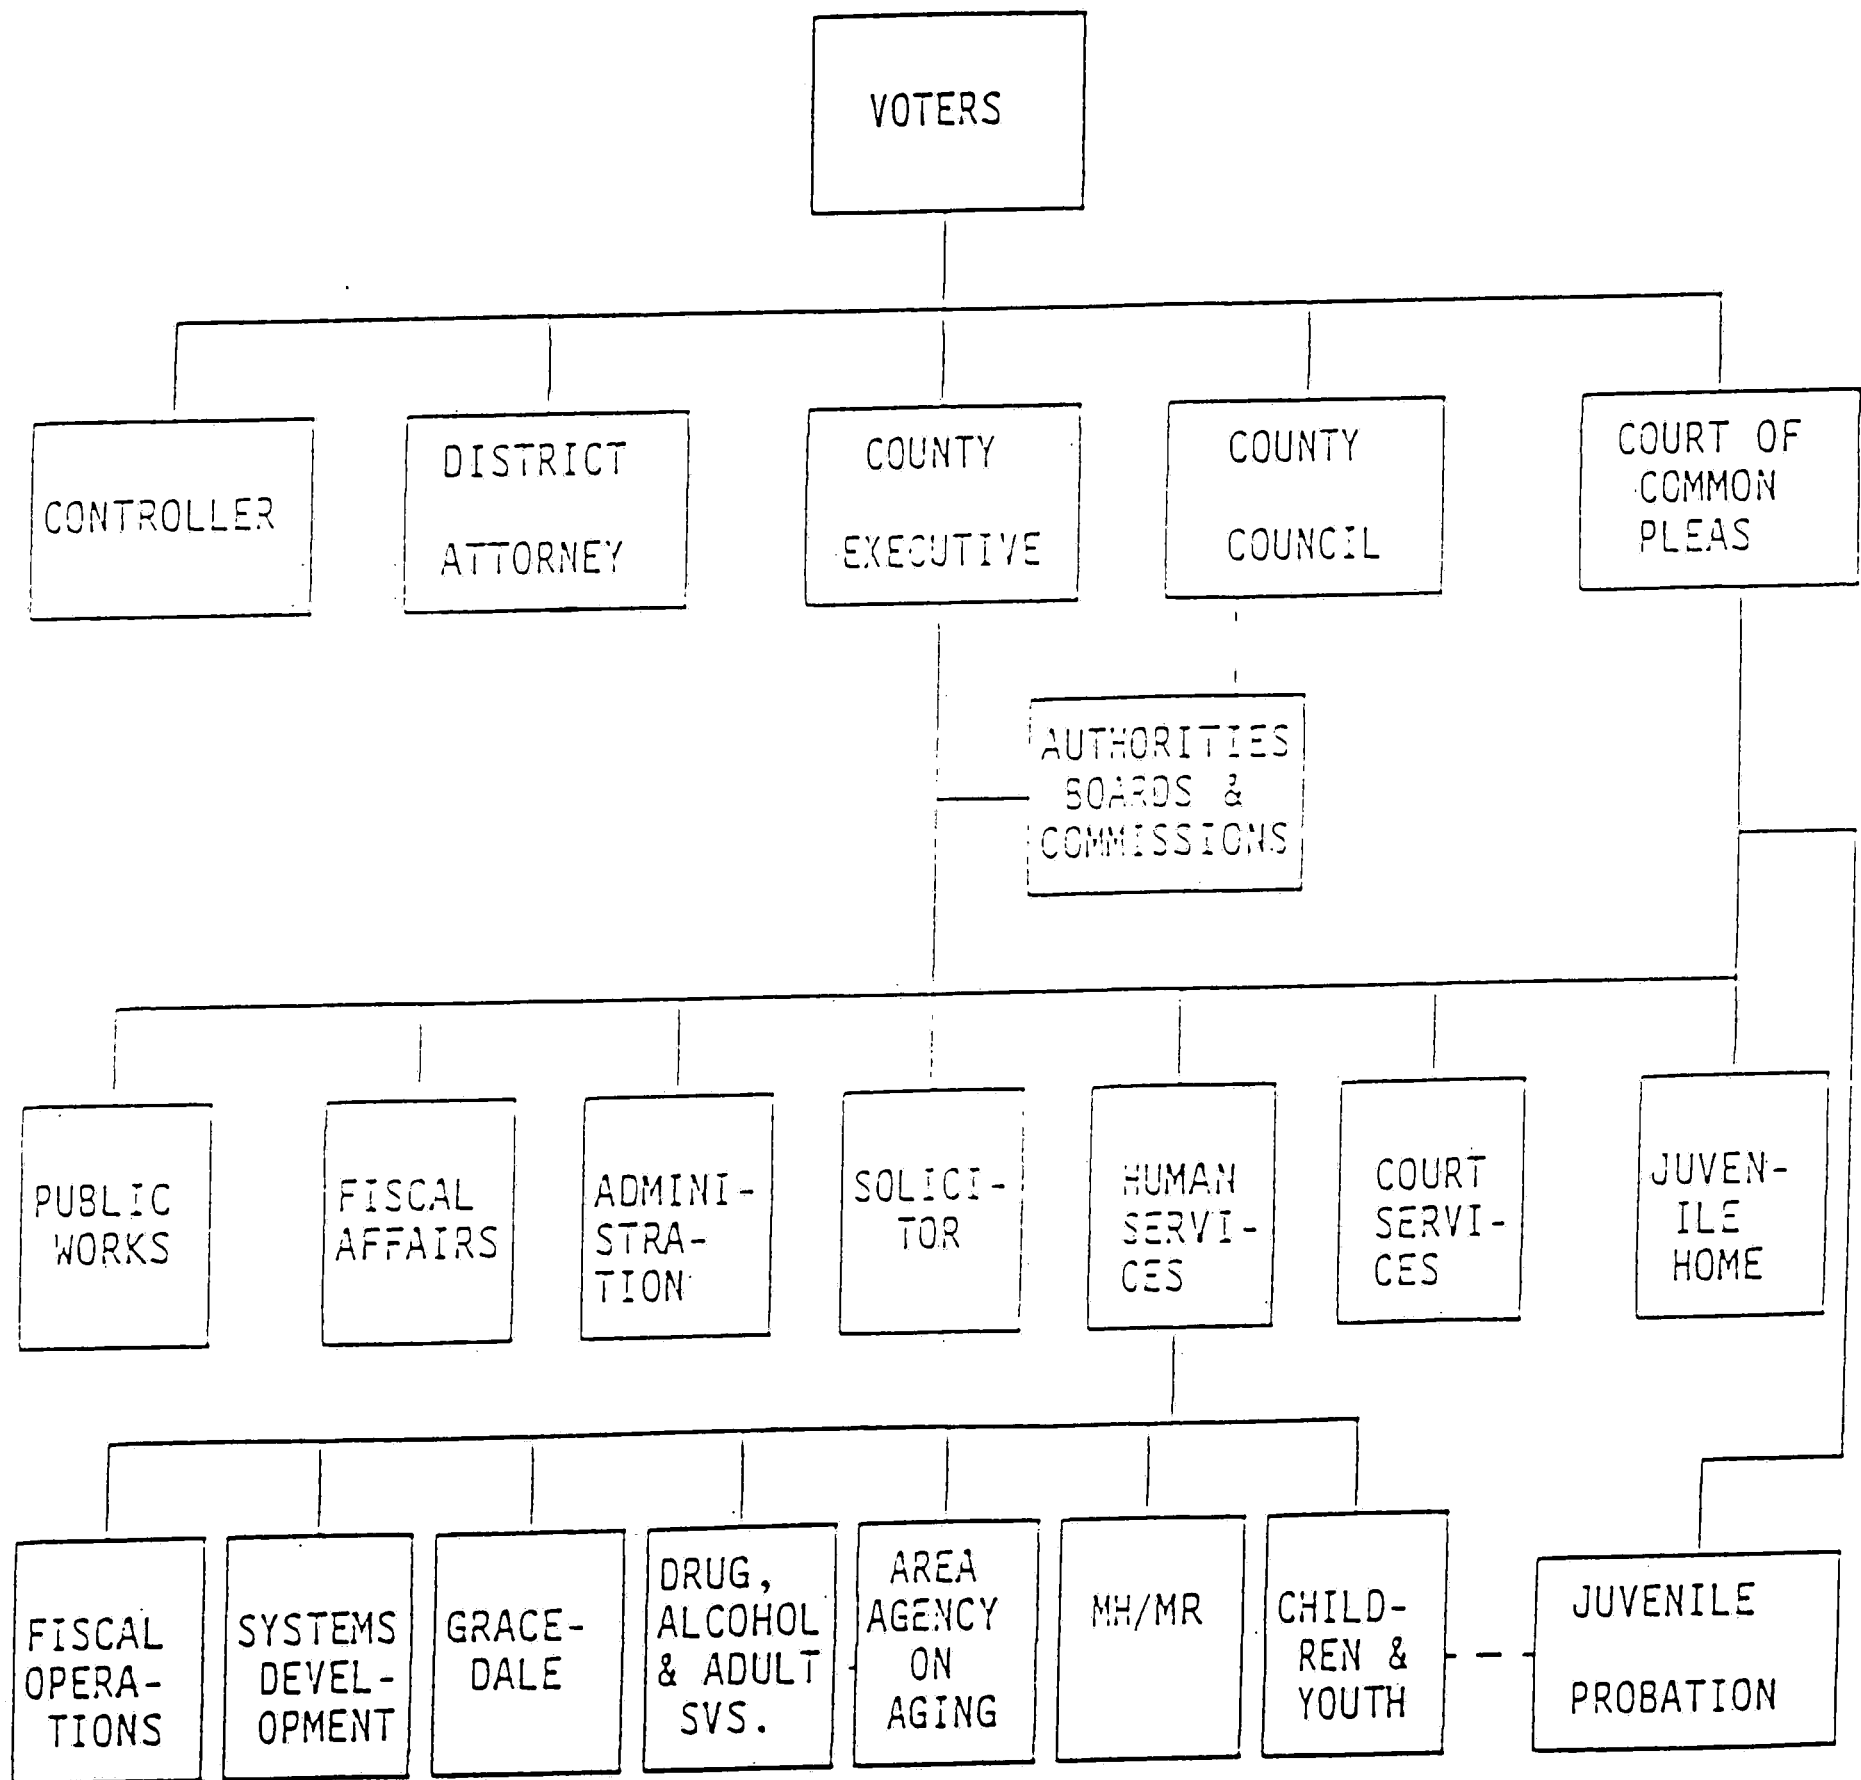 VOTERS
CONTROLLER
DISTRICT
ATTORNEY
COUNTY
EXECUTIVE
COUNTY
COUNCIL
COURT OF
COMMON
PLEAS
AUTHORITIES
BOARDS &
COMMISSIONS
PUBLIC
WORKS
FISCAL
AFFAIRS
ADMINI-
STRA-
TION
SOLICI-
TOR
HUMAN
SERVI-
CES
COURT
SERVI-
CES
JUVEN-
ILE
HOME
FISCAL
OPERA-
TIONS
SYSTEMS
DEVEL-
OPMENT
GRACE-
DALE
DRUG,
ALCOHOL
& ADULT
SVS.
AREA
AGENCY
ON
AGING
MH/MR
CHILD-
REN &
YOUTH
JUVENILE
PROBATION